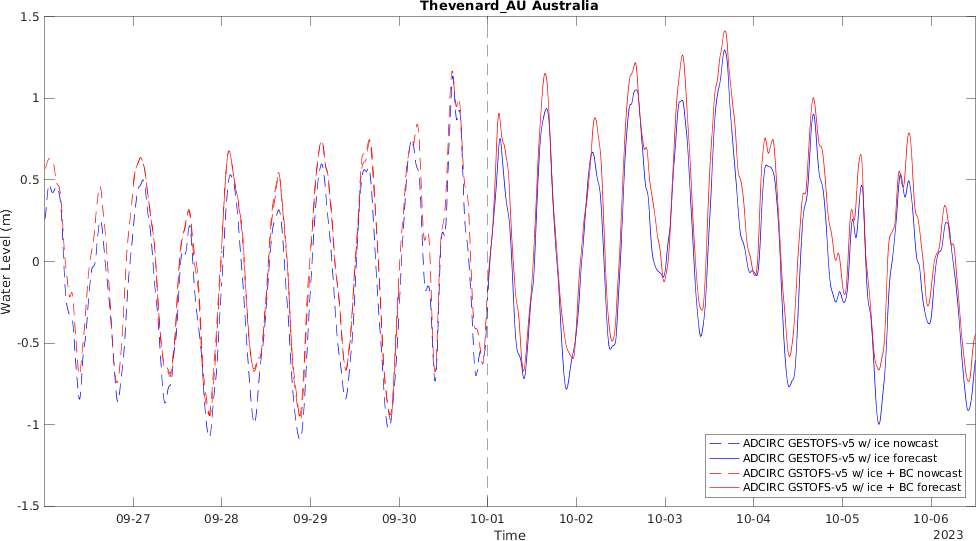 Thevenard_AU Australia
1.5
1
0.5
0
-0.5
-1
-1.5
Water Level (m)
ADCIRC GESTOFS-v5 w/ ice nowcast
ADCIRC GESTOFS-v5 w/ ice forecast
ADCIRC GSTOFS-v5 w/ ice + BC nowcast
ADCIRC GSTOFS-v5 w/ ice + BC forecast
09-27 09-28 09-29 09-30 10-01 10-02 10-03 10-04 10-05 10-06
Time
2023